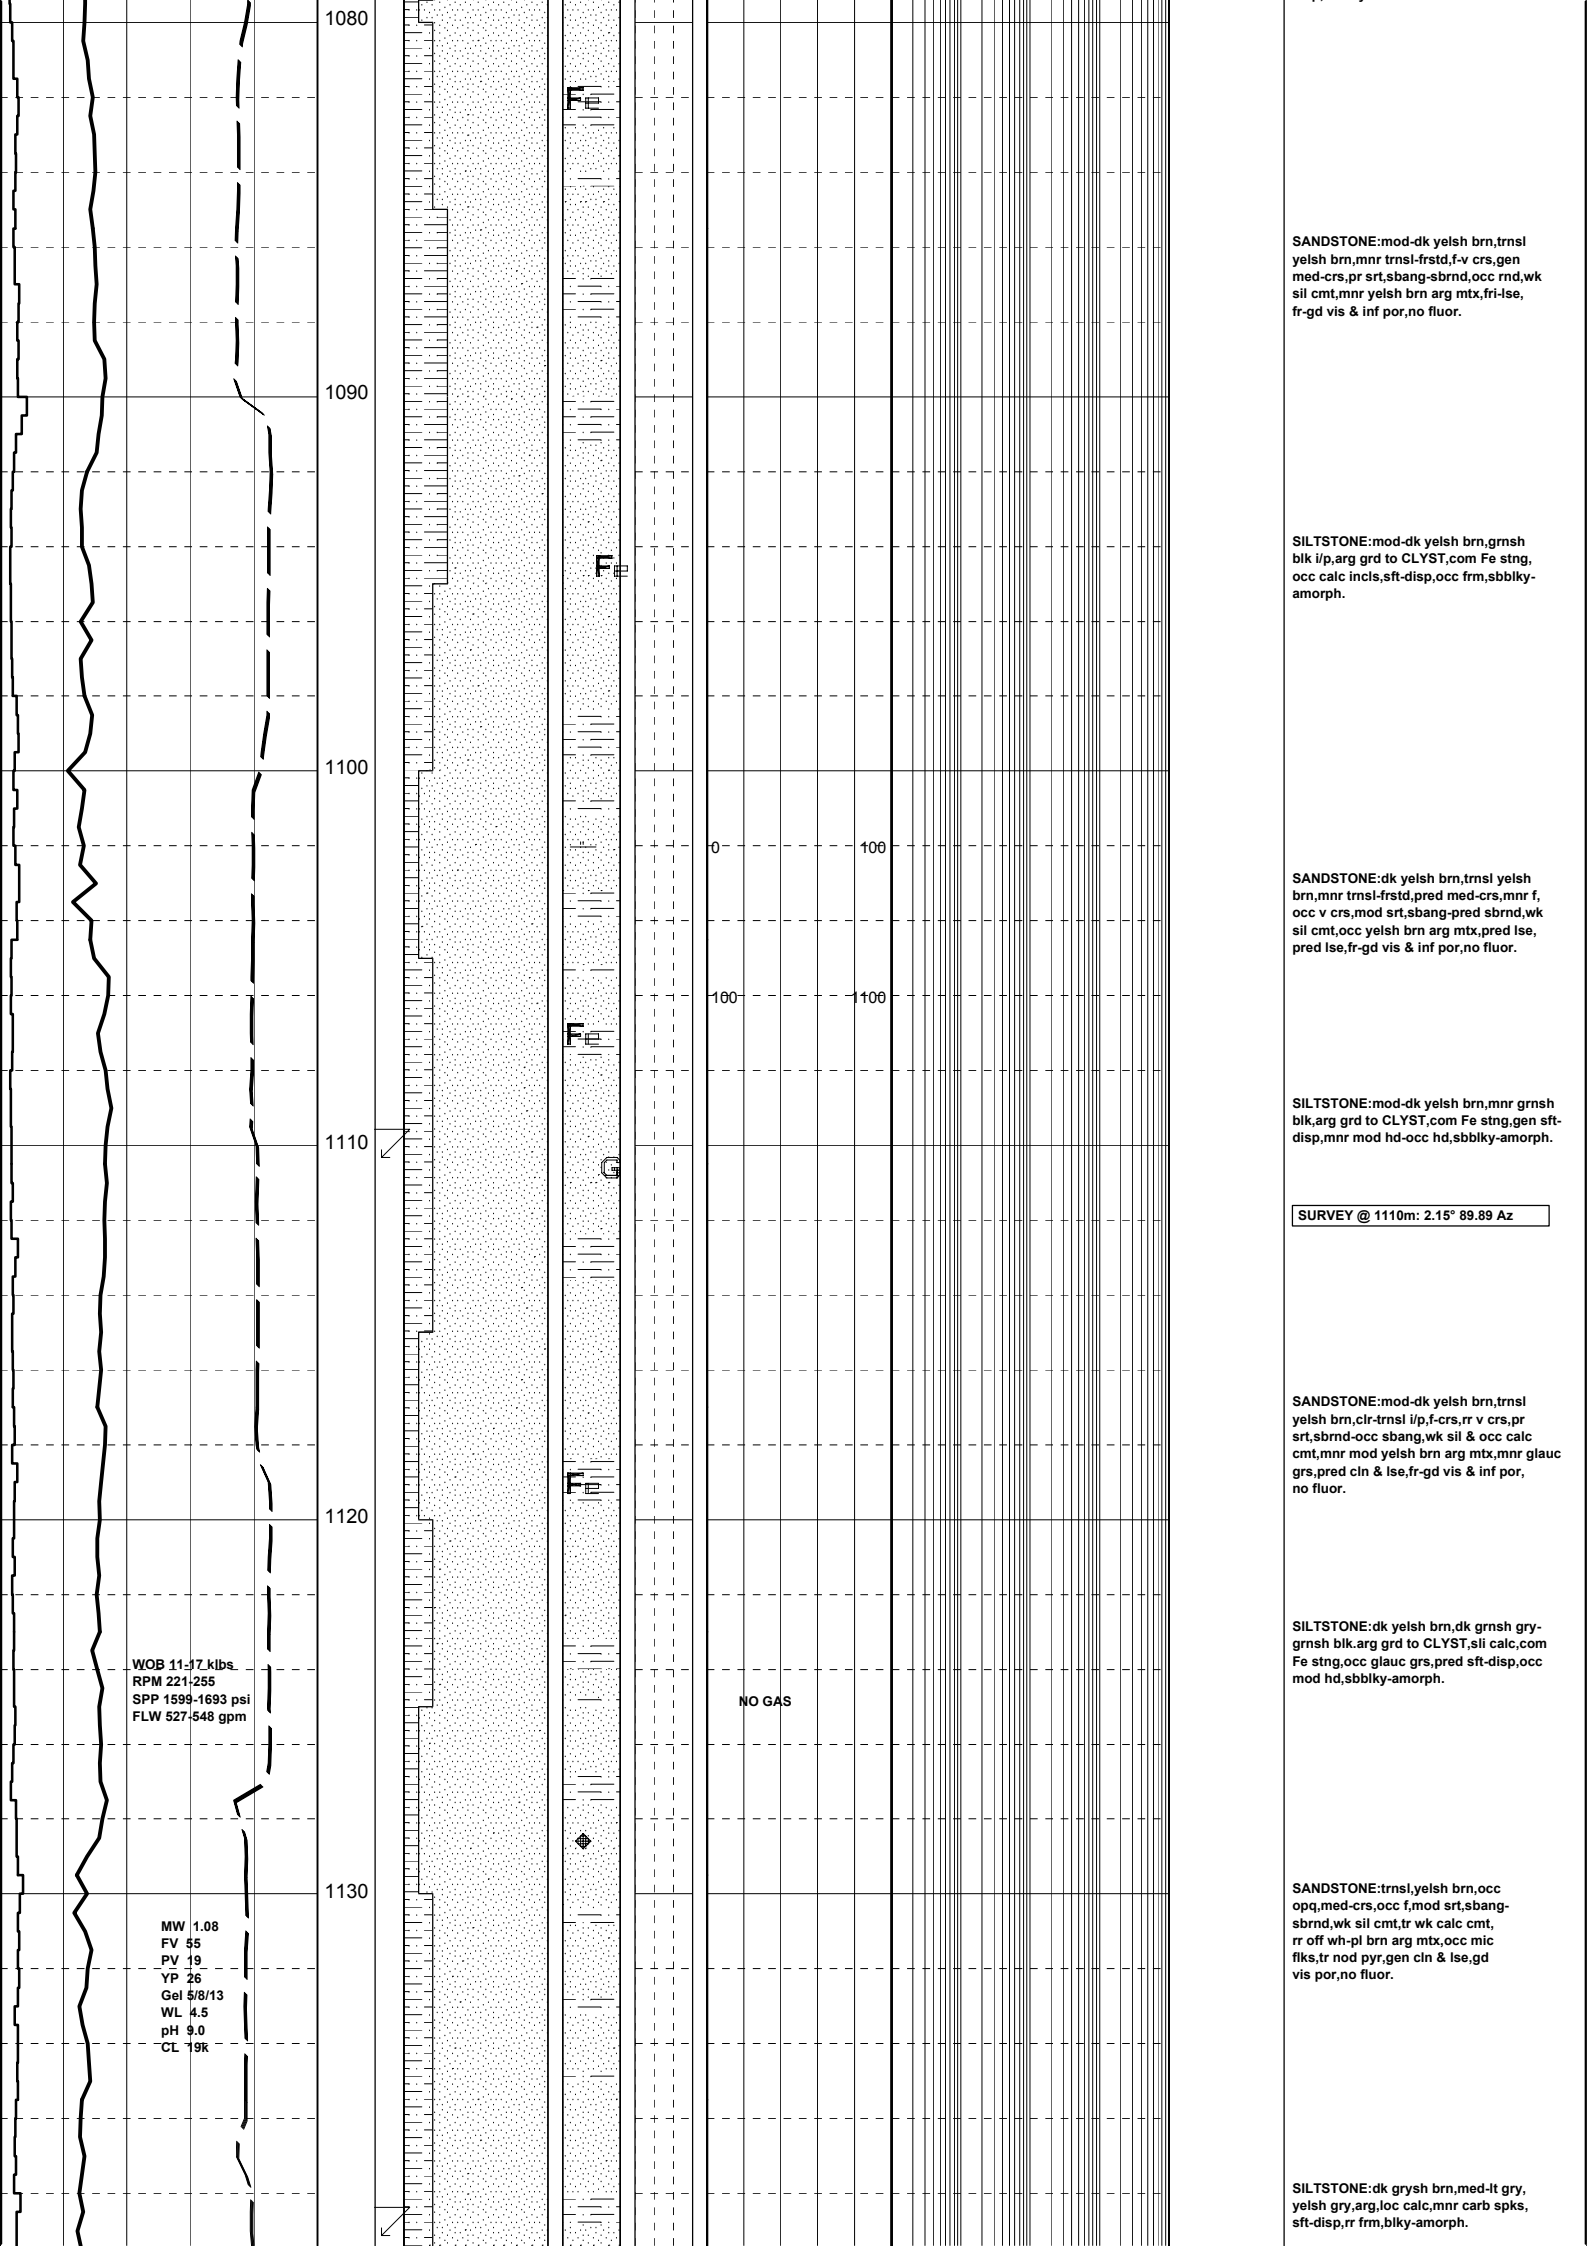 1080
Fe
SANDSTONE:mod-dk yelsh brn,trnsl
yelsh brn,mnr trnsl-frstd,f-v crs,gen
med-crs,pr srt,sbang-sbrnd,occ rnd,wk
sil cmt,mnr yelsh brn arg mtx,fri-lse,
fr-gd vis & inf por,no fluor.
1090
SILTSTONE:mod-dk yelsh brn,grnsh
blk i/p,arg grd to CLYST,com Fe stng,
occ calc incls,sft-disp,occ frm,sbblky-
amorph.
Fe
1100
0 100
SANDSTONE:dk yelsh brn,trnsl yelsh
brn,mnr trnsl-frstd,pred med-crs,mnr f,
occ v crs,mod srt,sbang-pred sbrnd,wk
sil cmt,occ yelsh brn arg mtx,pred lse,
pred lse,fr-gd vis & inf por,no fluor.
100 1100
Fe
SILTSTONE:mod-dk yelsh brn,mnr grnsh
blk,arg grd to CLYST,com Fe stng,gen sft-
disp,mnr mod hd-occ hd,sbblky-amorph.
1110
G
SURVEY @ 1110m: 2.15° 89.89 Az
SANDSTONE:mod-dk yelsh brn,trnsl
yelsh brn,clr-trnsl i/p,f-crs,rr v crs,pr
srt,sbrnd-occ sbang,wk sil & occ calc
cmt,mnr mod yelsh brn arg mtx,mnr glauc
grs,pred cln & lse,fr-gd vis & inf por,
no fluor.
Fe
1120
SILTSTONE:dk yelsh brn,dk grnsh gry-
grnsh blk.arg grd to CLYST,sli calc,com
Fe stng,occ glauc grs,pred sft-disp,occ
mod hd,sbblky-amorph.
WOB 11-17 klbs
RPM 221-255
SPP 1599-1693 psi
FLW 527-548 gpm
NO GAS
1130
SANDSTONE:trnsl,yelsh brn,occ
opq,med-crs,occ f,mod srt,sbang-
sbrnd,wk sil cmt,tr wk calc cmt,
rr off wh-pl brn arg mtx,occ mic
flks,tr nod pyr,gen cln & lse,gd
vis por,no fluor.
MW 1.08
FV 55
PV 19
YP 26
Gel 5/8/13
WL 4.5
pH 9.0
CL 19k
SILTSTONE:dk grysh brn,med-lt gry,
yelsh gry,arg,loc calc,mnr carb spks,
sft-disp,rr frm,blky-amorph.